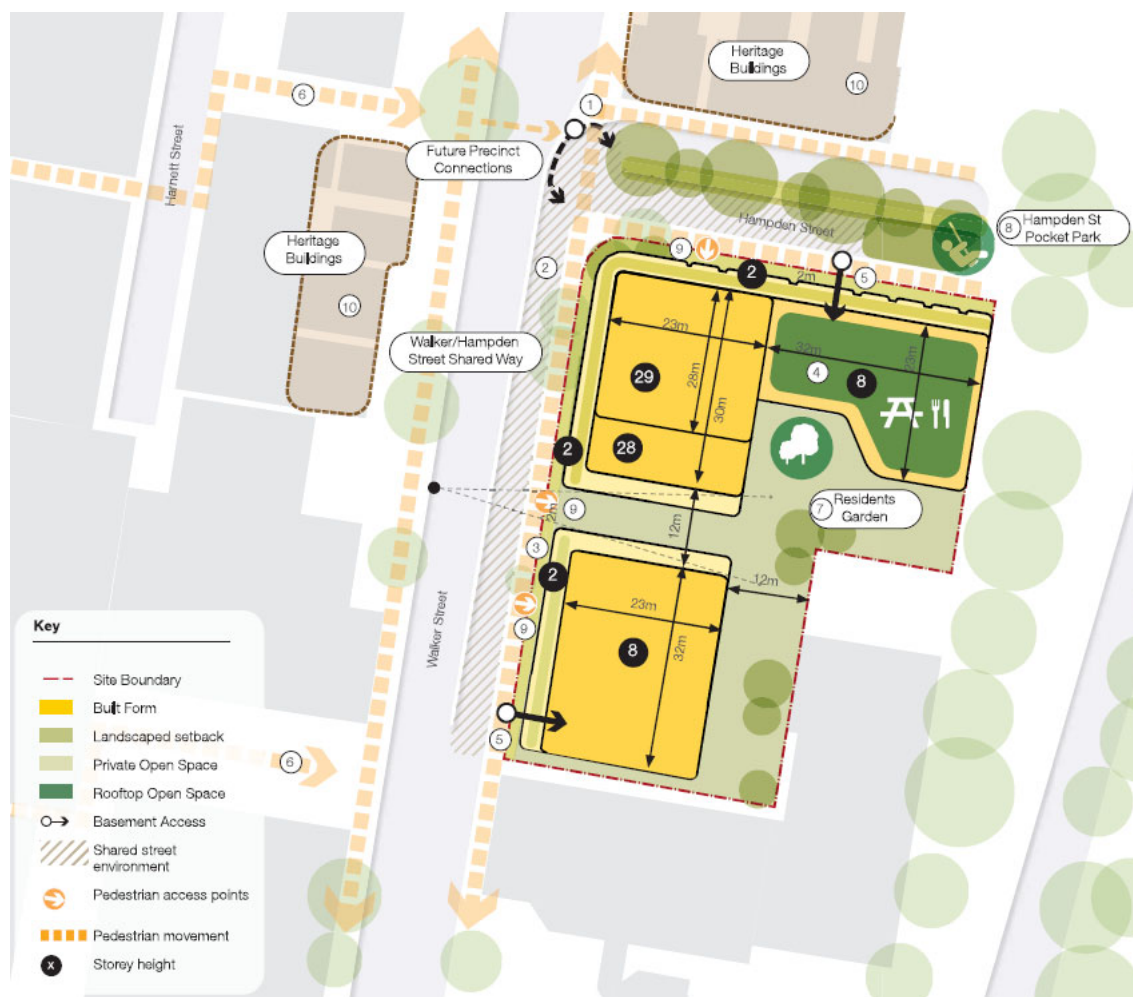 Heritage
Buildings
10
6
1
Harnett Street
Future Precinct
Connections
Hampden Street
8
Hampden St
Pocket Park
Heritage
Buildings
10
2
9
2
2m
5
Walker/Hampden
Street Shared Way
23m
32m
4
8
23m
29
28m
30m
28
2
7
Residents
Garden
2m
9
12m
3
2
12m
23m
9
8
32m
Walker Street
5
6
Key
Site Boundary
Built Form
Landscaped setback
Private Open Space
Rooftop Open Space
Basement Access
Shared street
environment
Pedestrian access points
Pedestrian movement
X
Storey height